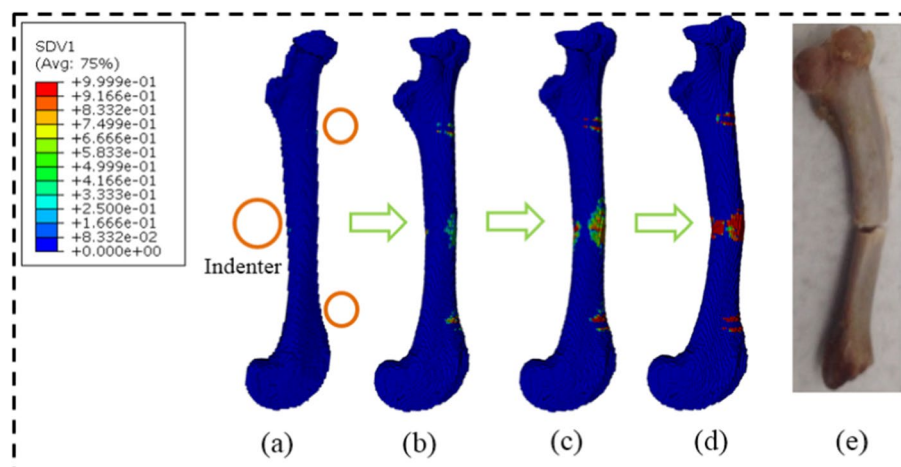 SDV1
(Avg: 75%)
+9.999e-01
+9.166e-01
+8.332e-01
+7.499e-01
+6.666e-01
+5.833e-01
+4.999e-01
+4.166e-01
+3.333e-01
+2.500e-01
+1.666e-01
+8.332e-02
+0.000e+00
Indenter
(a) (b) (c) (d) (e)